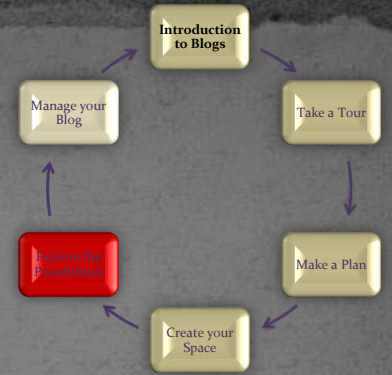 Introduction
to Blogs
Take a Tour
Make a Plan
Create your
Space
Explore the
Possibilities
Manage your
Blog